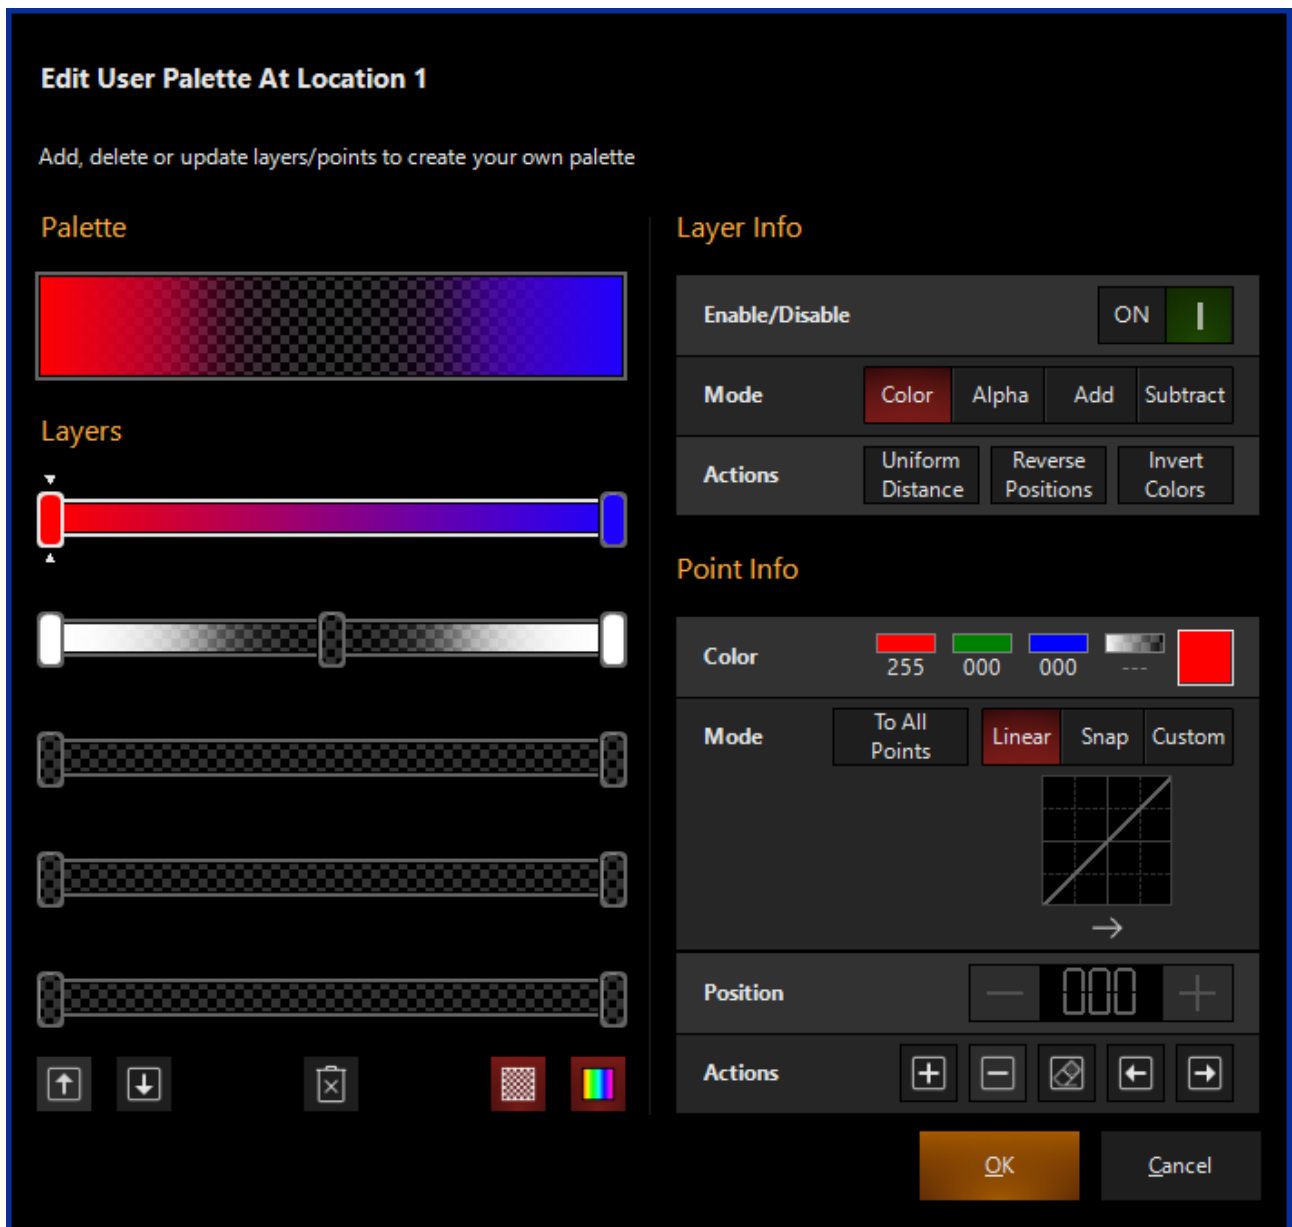 Edit User Palette At Location 1
Add, delete or update layers/points to create your own palette
Palette
Layers
Layer Info
Enable/Disable
ON
Mode
Color
Alpha
Add
Subtract
Actions
Uniform
Distance
Reverse
Positions
Invert
Colors
Point Info
Color
255
000
000
---
Mode
To All
Points
Linear
Snap
Custom
Position
000
Actions
OK
Cancel